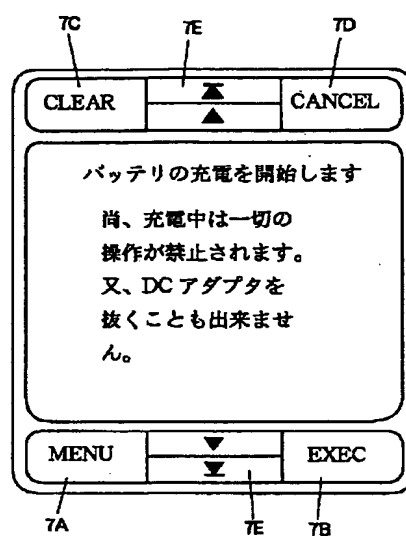 7C 7E 7D
CLEAR CANCEL
バッテリの充電を開始します
尚、充電中は一切の
操作が禁止されます。
又、DC アダプタを
抜くことも出来ませ
ん。
MENU EXEC
7A 7E 7B